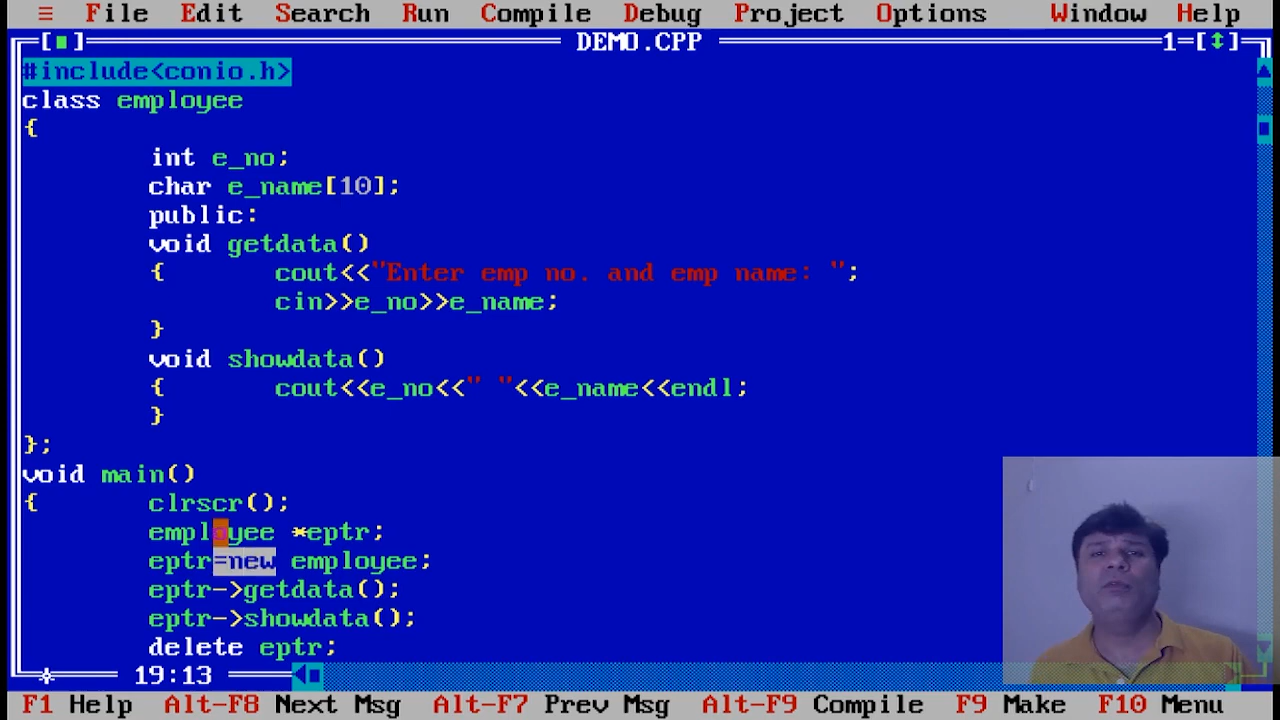 ≡ File Edit Search Run Compile Debug Project Options Window Help
[■] DEMO.CPP 1=[↕]
#include<conio.h>
class employee
{
int e_no;
char e_name[10];
public:
void getdata()
{ cout<<"Enter emp no. and emp name: ";
cin>>e_no>>e_name;
}
void showdata()
{ cout<<e_no<<" "<<e_name<<endl;
}
};
void main()
{ clrscr();
employee *eptr;
eptr=new employee;
eptr->getdata();
eptr->showdata();
delete eptr;
19:13
F1 Help Alt-F8 Next Msg Alt-F7 Prev Msg Alt-F9 Compile F9 Make F10 Menu